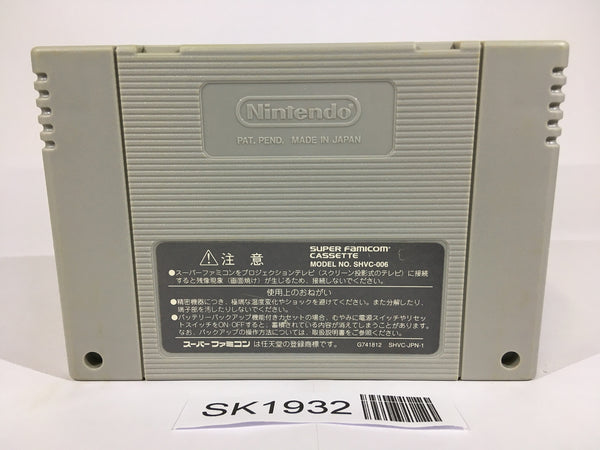 Nintendo
PAT. PEND. MADE IN JAPAN
⚠注 意
SUPER FAMICOM
CASSETTE
MODEL NO. SHVC-006
●スーパーファミコンをプロジェクションテレビ(スクリーン投影式のテレビ)に接続
すると残像現象(画面焼け)が生じるため、接続しないでください。
使用上のおねがい
●精密機器につき、極端な温度変化やショックを避けてください。また分解したり、
端子部を汚したりしないでください。
●バッテリーバックアップ機能付きカセットの場合、むやみに電源スイッチやリセッ
トスイッチをON OFFすると、蓄積されている内容が消えてしまうことがあります。
なお、バックアップの操作方法については、取扱説明書をご参照ください。
スーパーファミコン は任天堂の登録商標です。
G741812 SHVC-JPN-1
SK1932